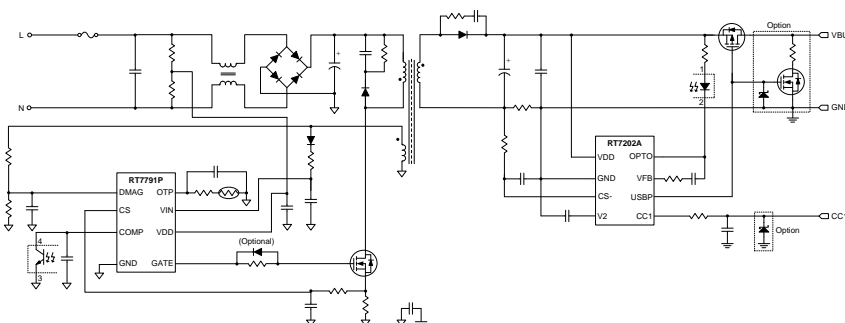 Option
L
VBU
1
2
N
GND
RT7202A
VDD
OPTO
GND
VFB
CS-
USBP
V2
CC1
CC1
Option
RT7791P
DMAG
OTP
CS
VIN
COMP
VDD
GND
GATE
4
3
(Optional)